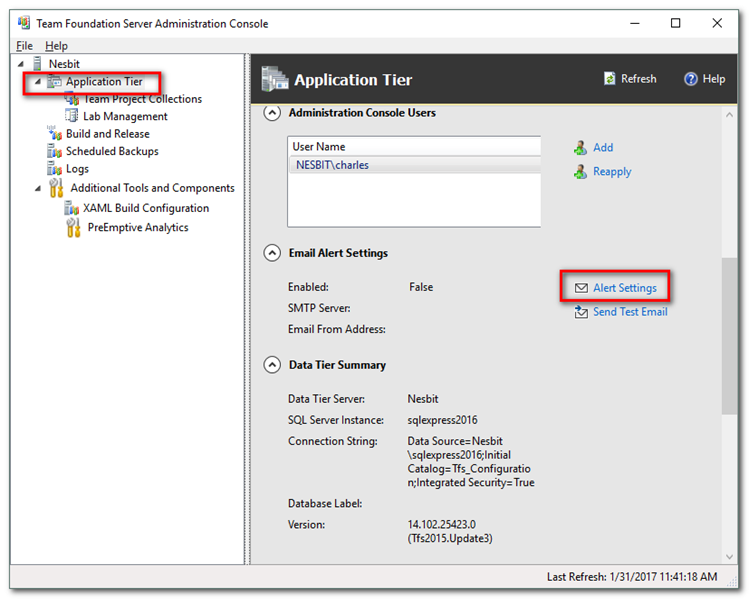 Team Foundation Server Administration Console
File Help
Nesbit
Application Tier
Team Project Collections
Lab Management
Build and Release
Scheduled Backups
Logs
Additional Tools and Components
XAML Build Configuration
PreEmptive Analytics
Application Tier
Refresh
Help
Administration Console Users
User Name
NESBIT\charles
Add
Reapply
Email Alert Settings
Enabled: False
Alert Settings
SMTP Server:
Send Test Email
Email From Address:
Data Tier Summary
Data Tier Server: Nesbit
SQL Server Instance: sqlexpress2016
Connection String: Data Source=Nesbit
\sqlexpress2016;Initial
Catalog=Tfs_Configuratio
n;Integrated Security=True
Database Label:
Version: 14.102.25423.0
(Tfs2015.Update3)
Last Refresh: 1/31/2017 11:41:18 AM